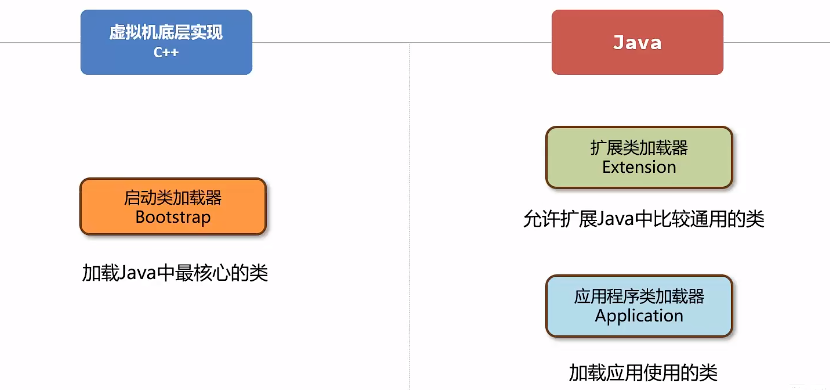 虚拟机底层实现
C++
Java
启动类加载器
Bootstrap
加载Java中最核心的类
扩展类加载器
Extension
允许扩展Java中比较通用的类
应用程序类加载器
Application
加载应用使用的类